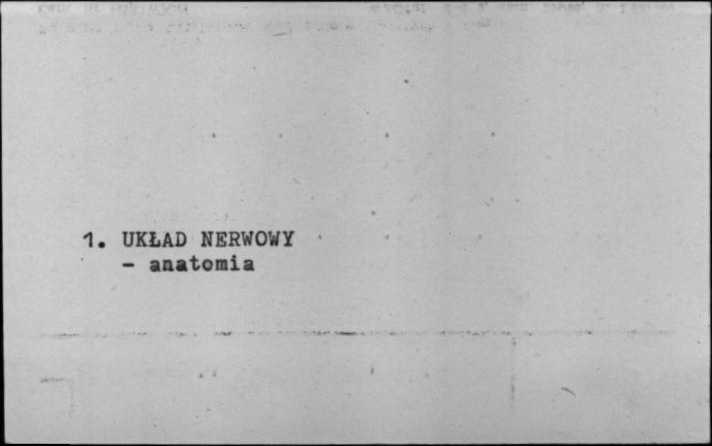 1. UKŁAD NERWOWY
- anatomia